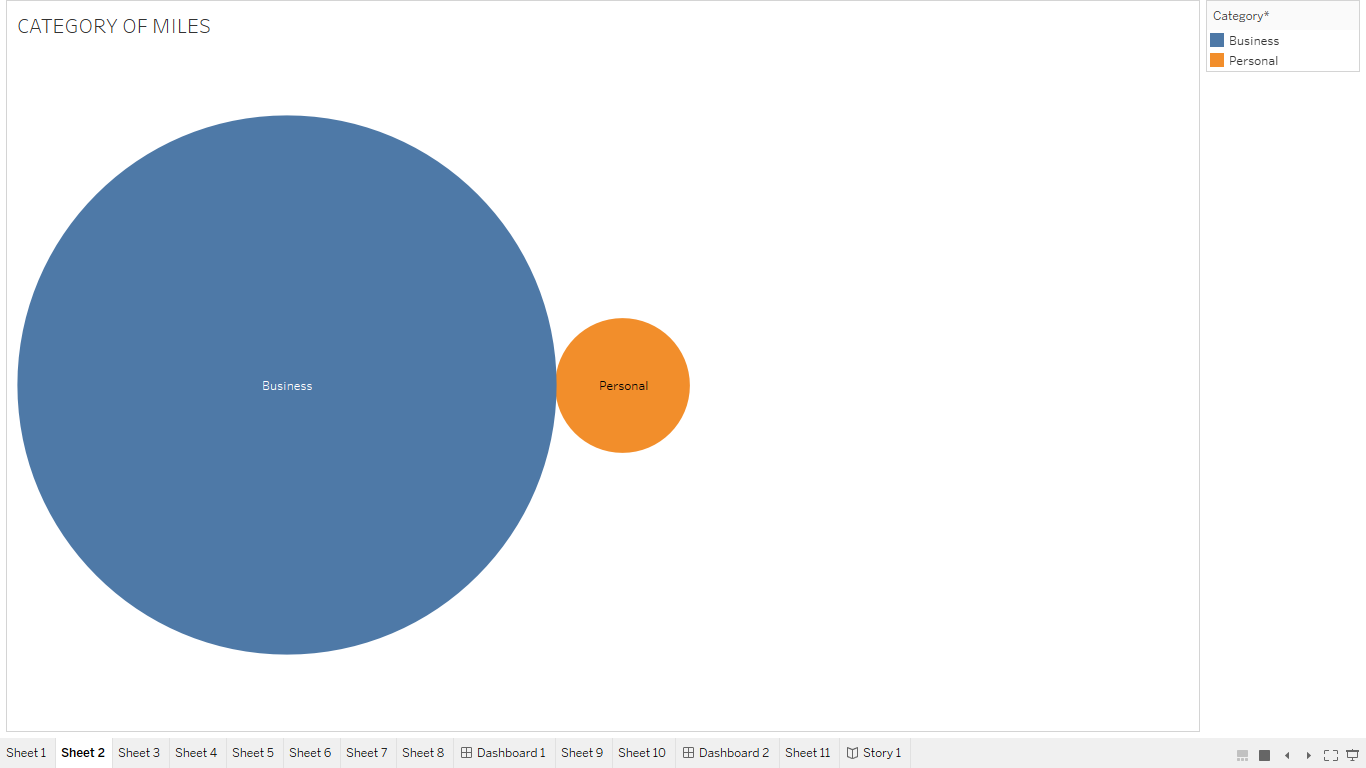 CATEGORY OF MILES
Category*
Business
Personal
Business
Personal
Sheet 1
Sheet 2
Sheet 3
Sheet 4
Sheet 5
Sheet 6
Sheet 7
Sheet 8
Dashboard 1
Sheet 9
Sheet 10
Dashboard 2
Sheet 11
Story 1